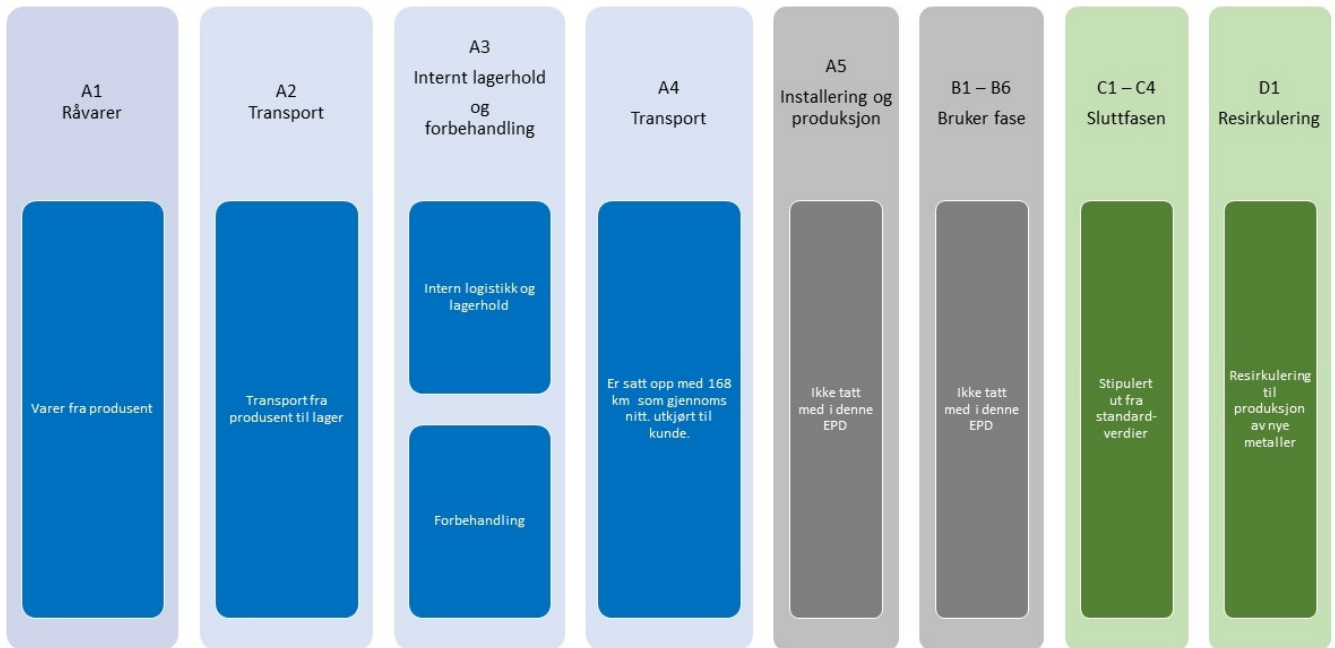 A1
Råvarer
Varer fra produsent
A2
Transport
Transport fra
produsent til lager
A3
Internt lagerhold
og
forbehandling
Intern logistikk og
lagerhold
Forbehandling
A4
Transport
Er satt opp med 168
km som gjennoms
nitt. utkjørt til
kunde.
A5
Installering og
produksjon
Ikke tatt
med i denne
EPD
B1 – B6
Bruker fase
Ikke tatt
med i denne
EPD
C1 – C4
Sluttfasen
Stipulert
ut fra
standard-
verdier
D1
Resirkulering
Resirkulering
til
produksjon
av nye
metaller